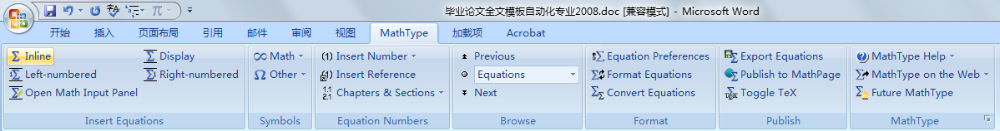 毕业论文全文模板自动化专业2008.doc [兼容模式] - Microsoft Word
开始 插入 页面布局 引用 邮件 审阅 视图 MathType 加载项 Acrobat
Inline Display Math Insert Number Previous Equation Preferences Export Equations MathType Help
Left-numbered Right-numbered Other Insert Reference Equations Format Equations Publish to MathPage MathType on the Web
Open Math Input Panel Chapters & Sections Next Convert Equations Toggle TeX Future MathType
Insert Equations Symbols Equation Numbers Browse Format Publish MathType